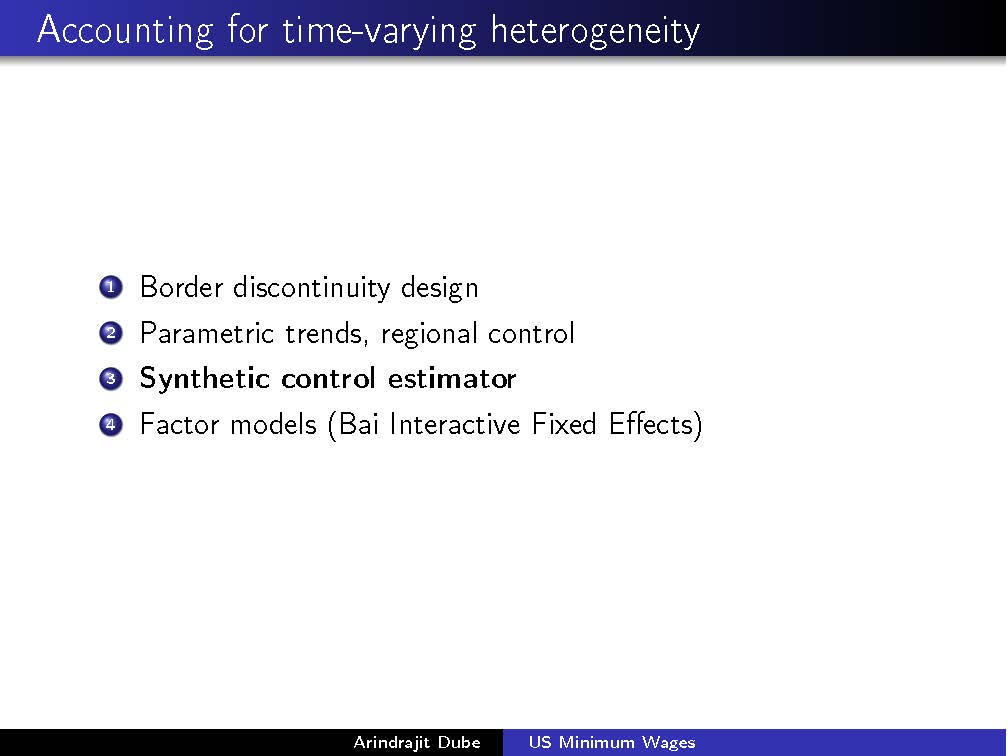 Accounting for time-varying heterogeneity
1 Border discontinuity design
2 Parametric trends, regional control
3 Synthetic control estimator
4 Factor models (Bai Interactive Fixed Effects)
Arindrajit Dube US Minimum Wages